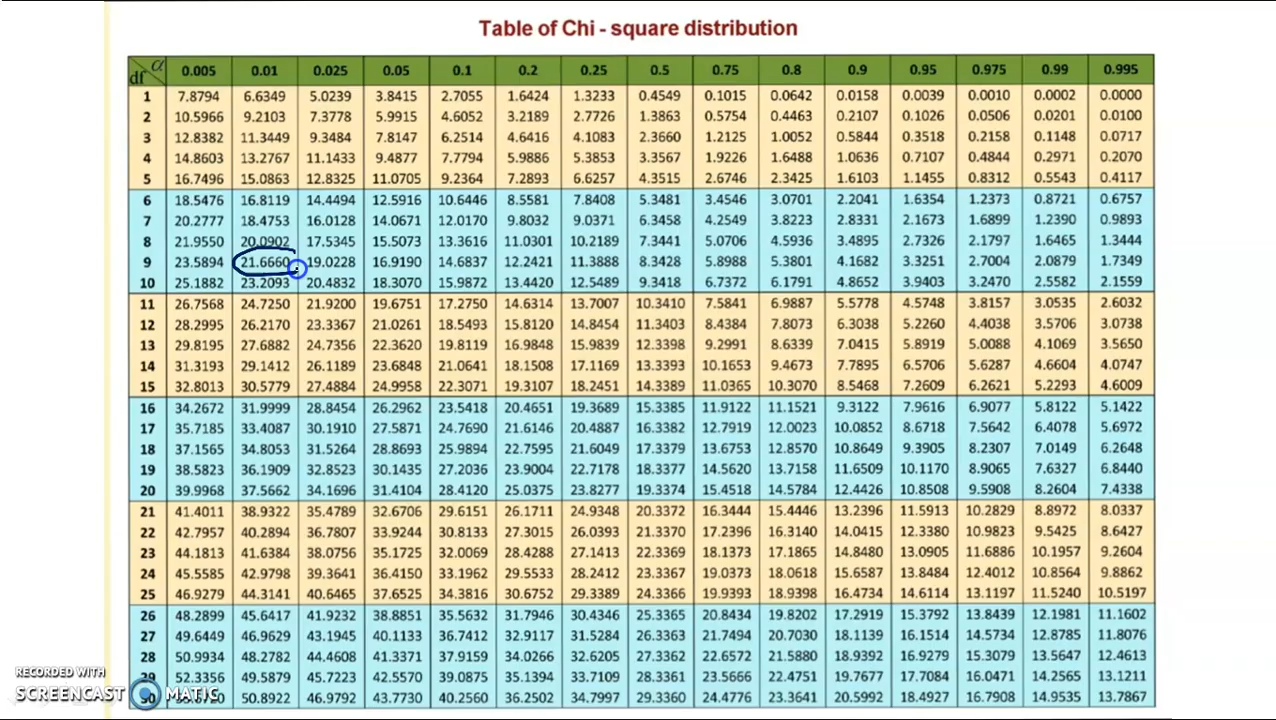 Table of Chi - square distribution
df α 0.005 0.01 0.025 0.05 0.1 0.2 0.25 0.5 0.75 0.8 0.9 0.95 0.975 0.99 0.995
1 7.8794 6.6349 5.0239 3.8415 2.7055 1.6424 1.3233 0.4549 0.1015 0.0642 0.0158 0.0039 0.0010 0.0002 0.0000
2 10.5966 9.2103 7.3778 5.9915 4.6052 3.2189 2.7726 1.3863 0.5754 0.4463 0.2107 0.1026 0.0506 0.0201 0.0100
3 12.8382 11.3449 9.3484 7.8147 6.2514 4.6416 4.1083 2.3660 1.2125 1.0052 0.5844 0.3518 0.2158 0.1148 0.0717
4 14.8603 13.2767 11.1433 9.4877 7.7794 5.9886 5.3853 3.3567 1.9226 1.6488 1.0636 0.7107 0.4844 0.2971 0.2070
5 16.7496 15.0863 12.8325 11.0705 9.2364 7.2893 6.6257 4.3515 2.6746 2.3425 1.6103 1.1455 0.8312 0.5543 0.4117
6 18.5476 16.8119 14.4494 12.5916 10.6446 8.5581 7.8408 5.3481 3.4546 3.0701 2.2041 1.6354 1.2373 0.8721 0.6757
7 20.2777 18.4753 16.0128 14.0671 12.0170 9.8032 9.0371 6.3458 4.2549 3.8223 2.8331 2.1673 1.6899 1.2390 0.9893
8 21.9550 20.0902 17.5345 15.5073 13.3616 11.0301 10.2189 7.3441 5.0706 4.5936 3.4895 2.7326 2.1797 1.6465 1.3444
9 23.5894 21.6660 19.0228 16.9190 14.6837 12.2421 11.3888 8.3428 5.8988 5.3801 4.1682 3.3251 2.7004 2.0879 1.7349
10 25.1882 23.2093 20.4832 18.3070 15.9872 13.4420 12.5489 9.3418 6.7372 6.1791 4.8652 3.9403 3.2470 2.5582 2.1559
11 26.7568 24.7250 21.9200 19.6751 17.2750 14.6314 13.7007 10.3410 7.5841 6.9887 5.5778 4.5748 3.8157 3.0535 2.6032
12 28.2995 26.2170 23.3367 21.0261 18.5493 15.8120 14.8454 11.3403 8.4384 7.8073 6.3038 5.2260 4.4038 3.5706 3.0738
13 29.8195 27.6882 24.7356 22.3620 19.8119 16.9848 15.9839 12.3398 9.2991 8.6339 7.0415 5.8919 5.0088 4.1069 3.5650
14 31.3193 29.1412 26.1189 23.6848 21.0641 18.1508 17.1169 13.3393 10.1653 9.4673 7.7895 6.5706 5.6287 4.6604 4.0747
15 32.8013 30.5779 27.4884 24.9958 22.3071 19.3107 18.2451 14.3389 11.0365 10.3070 8.5468 7.2609 6.2621 5.2293 4.6009
16 34.2672 31.9999 28.8454 26.2962 23.5418 20.4651 19.3689 15.3385 11.9122 11.1521 9.3122 7.9616 6.9077 5.8122 5.1422
17 35.7185 33.4087 30.1910 27.5871 24.7690 21.6146 20.4887 16.3382 12.7919 12.0023 10.0852 8.6718 7.5642 6.4078 5.6972
18 37.1565 34.8053 31.5264 28.8693 25.9894 22.7595 21.6049 17.3379 13.6753 12.8570 10.8649 9.3905 8.2307 7.0149 6.2648
19 38.5823 36.1909 32.8523 30.1435 27.2036 23.9004 22.7178 18.3377 14.5620 13.7158 11.6509 10.1170 8.9065 7.6327 6.8440
20 39.9968 37.5662 34.1696 31.4104 28.4120 25.0375 23.8277 19.3374 15.4518 14.5784 12.4426 10.8508 9.5908 8.2604 7.4338
21 41.4011 38.9322 35.4789 32.6706 29.6151 26.1711 24.9348 20.3372 16.3444 15.4446 13.2396 11.5913 10.2829 8.8972 8.0337
22 42.7957 40.2894 36.7807 33.9244 30.8133 27.3015 26.0393 21.3370 17.2396 16.3140 14.0415 12.3380 10.9823 9.5425 8.6427
23 44.1813 41.6384 38.0756 35.1725 32.0069 28.4288 27.1413 22.3369 18.1373 17.1865 14.8480 13.0905 11.6886 10.1957 9.2604
24 45.5585 42.9798 39.3641 36.4150 33.1962 29.5533 28.2412 23.3367 19.0373 18.0618 15.6587 13.8484 12.4012 10.8564 9.8862
25 46.9279 44.3141 40.6465 37.6525 34.3816 30.6752 29.3389 24.3366 19.9393 18.9398 16.4734 14.6114 13.1197 11.5240 10.5197
26 48.2899 45.6417 41.9232 38.8851 35.5632 31.7946 30.4346 25.3365 20.8434 19.8202 17.2919 15.3792 13.8439 12.1981 11.1602
27 49.6449 46.9629 43.1945 40.1133 36.7412 32.9117 31.5284 26.3363 21.7494 20.7030 18.1139 16.1514 14.5734 12.8785 11.8076
28 50.9934 48.2782 44.4608 41.3371 37.9159 34.0266 32.6205 27.3362 22.6572 21.5880 18.9392 16.9279 15.3079 13.5647 12.4613
29 52.3356 49.5879 45.7223 42.5570 39.0875 35.1394 33.7109 28.3361 23.5666 22.4751 19.7677 17.7084 16.0471 14.2565 13.1211
50.8922 46.9792 43.7730 40.2560 36.2502 34.7997 29.3360 24.4776 23.3641 20.5992 18.4927 16.7908 14.9535 13.7867
RECORDED WITH
SCREENCAST MATIC